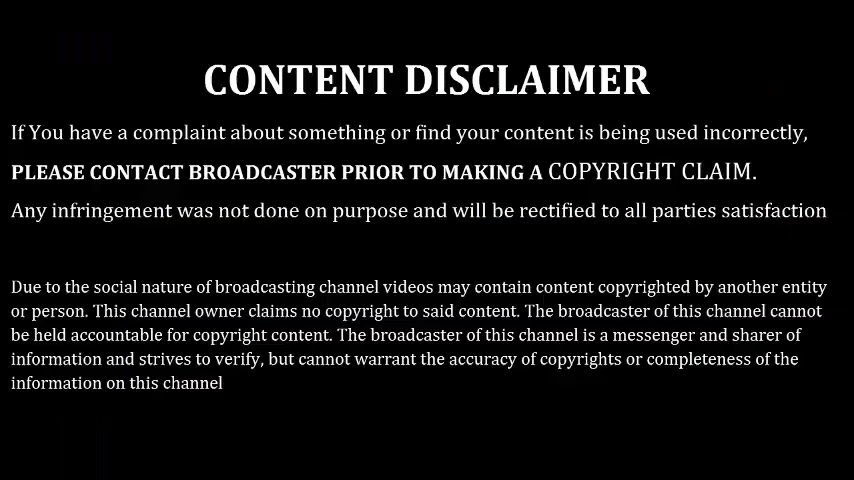 CONTENT DISCLAIMER
If You have a complaint about something or find your content is being used incorrectly,
PLEASE CONTACT BROADCASTER PRIOR TO MAKING A COPYRIGHT CLAIM.
Any infringement was not done on purpose and will be rectified to all parties satisfaction
Due to the social nature of broadcasting channel videos may contain content copyrighted by another entity
or person. This channel owner claims no copyright to said content. The broadcaster of this channel cannot
be held accountable for copyright content. The broadcaster of this channel is a messenger and sharer of
information and strives to verify, but cannot warrant the accuracy of copyrights or completeness of the
information on this channel